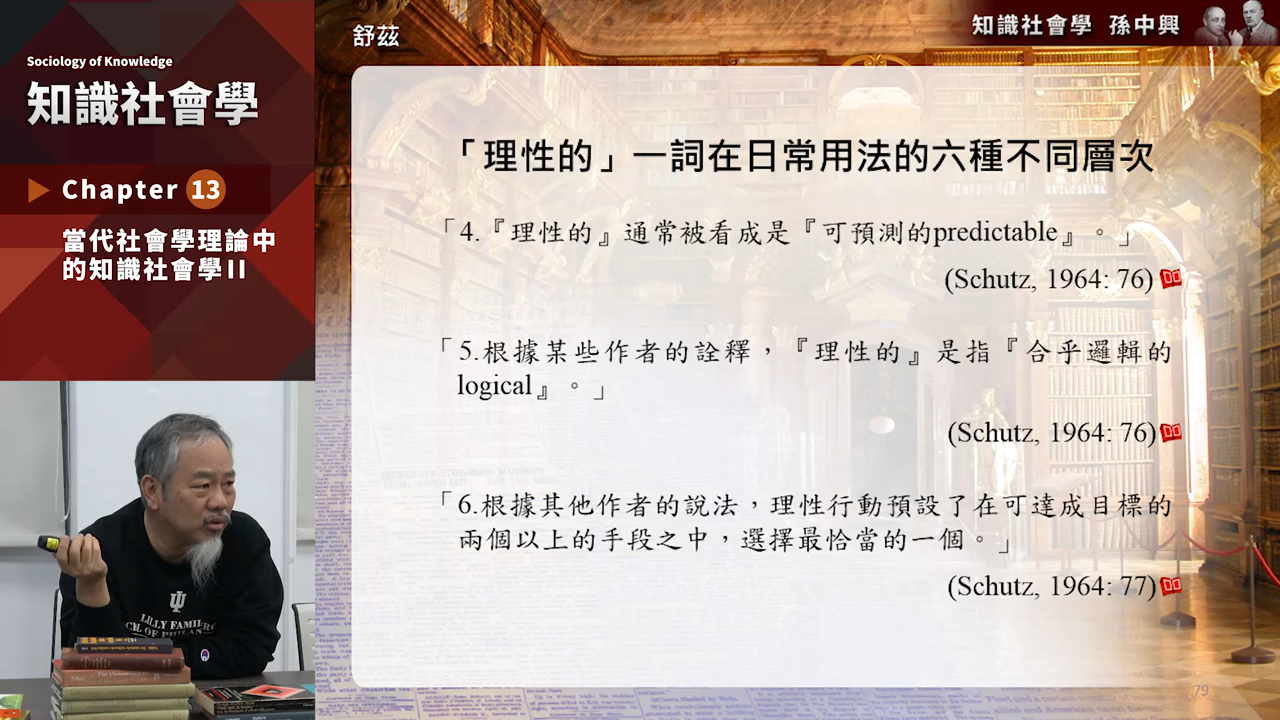 Sociology of Knowledge
知識社會學
Chapter 13
當代社會學理論中
的知識社會學II
舒茲
知識社會學 孫中興
「理性的」一詞在日常用法的六種不同層次
「4.『理性的』通常被看成是『可預測的predictable』。」
(Schutz, 1964: 76)
「5.根據某些作者的詮釋，『理性的』是指『合乎邏輯的
logical』。」
(Schutz, 1964: 76)
「6.根據其他作者的說法，理性行動預設了在可達成目標的
兩個以上的手段之中，選擇最恰當的一個。」
(Schutz, 1964: 77)
79
LILLY FAMILY